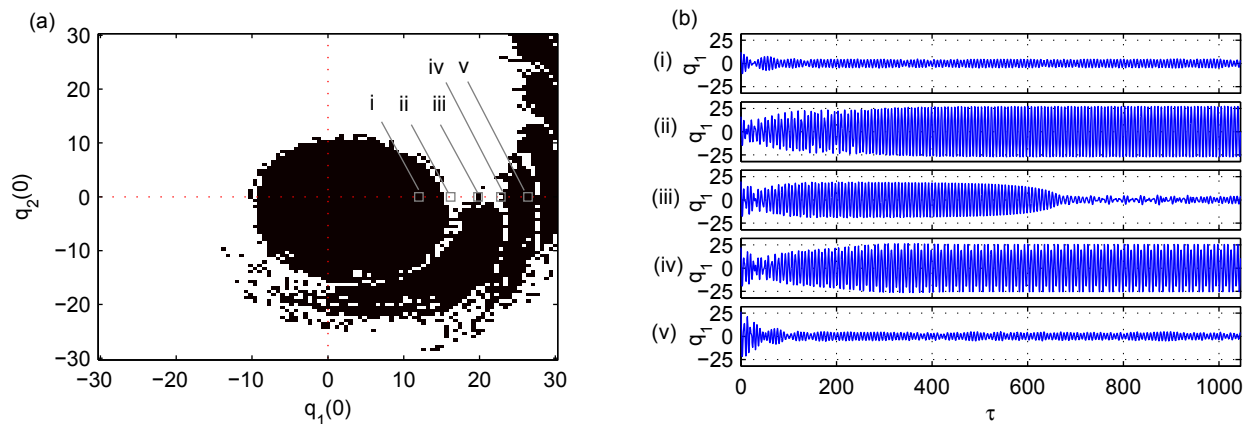 (a)
30
20
10
0
−10
−20
−30
q2(0)
−30 −20 −10 0 10 20 30
q1(0)
i ii iii iv v
(b)
(i) q1 25 0 −25
(ii) q1 25 0 −25
(iii) q1 25 0 −25
(iv) q1 25 0 −25
(v) q1 25 0 −25
0 200 400 600 800 1000
τ